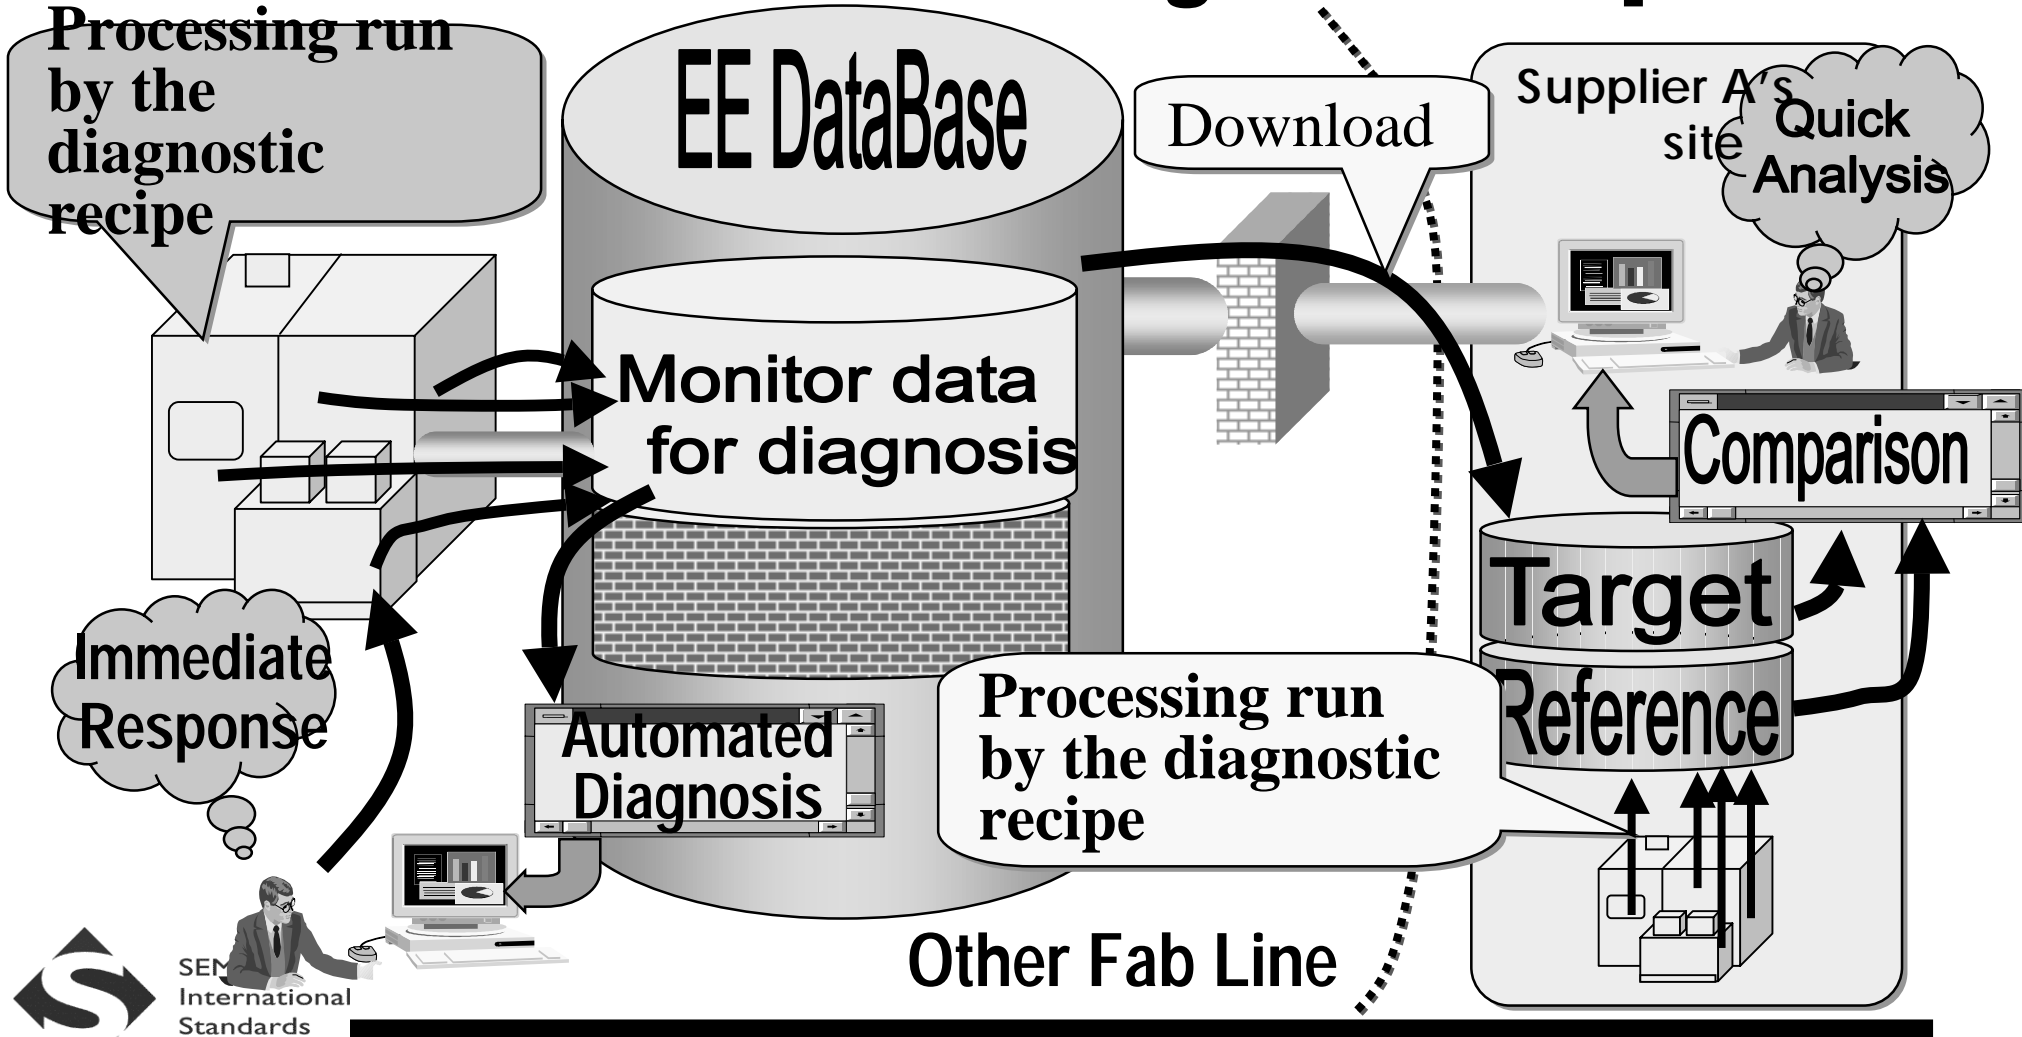 Processing run
by the
diagnostic
recipe
EE DataBase
Download
Supplier A's
site
Quick
Analysis
Monitor data
for diagnosis
Comparison
Target
Reference
Immediate
Response
Automated
Diagnosis
Processing run
by the diagnostic
recipe
Other Fab Line
International
Standards